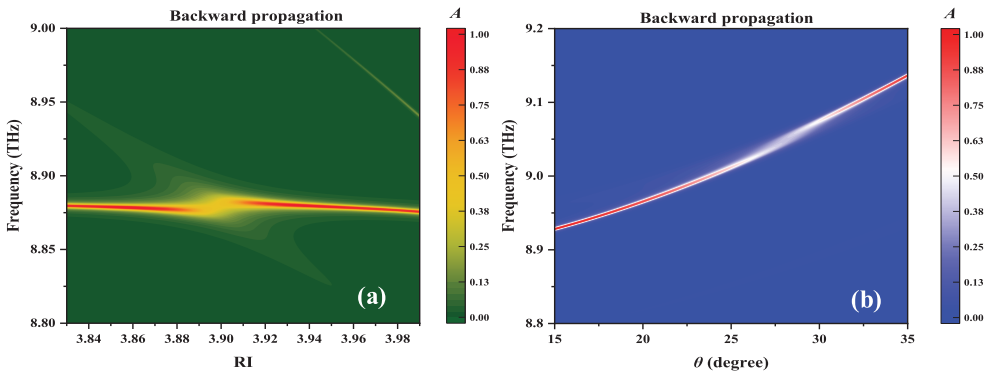 Backward propagation
A
9.00
8.95
8.90
8.85
8.80
Frequency (THz)
3.84 3.86 3.88 3.90 3.92 3.94 3.96 3.98
RI
(a)
1.00
0.88
0.75
0.63
0.50
0.38
0.25
0.13
0.00
Backward propagation
A
9.2
9.1
9.0
8.9
8.8
Frequency (THz)
15 20 25 30 35
θ (degree)
(b)
1.00
0.88
0.75
0.63
0.50
0.38
0.25
0.13
0.00